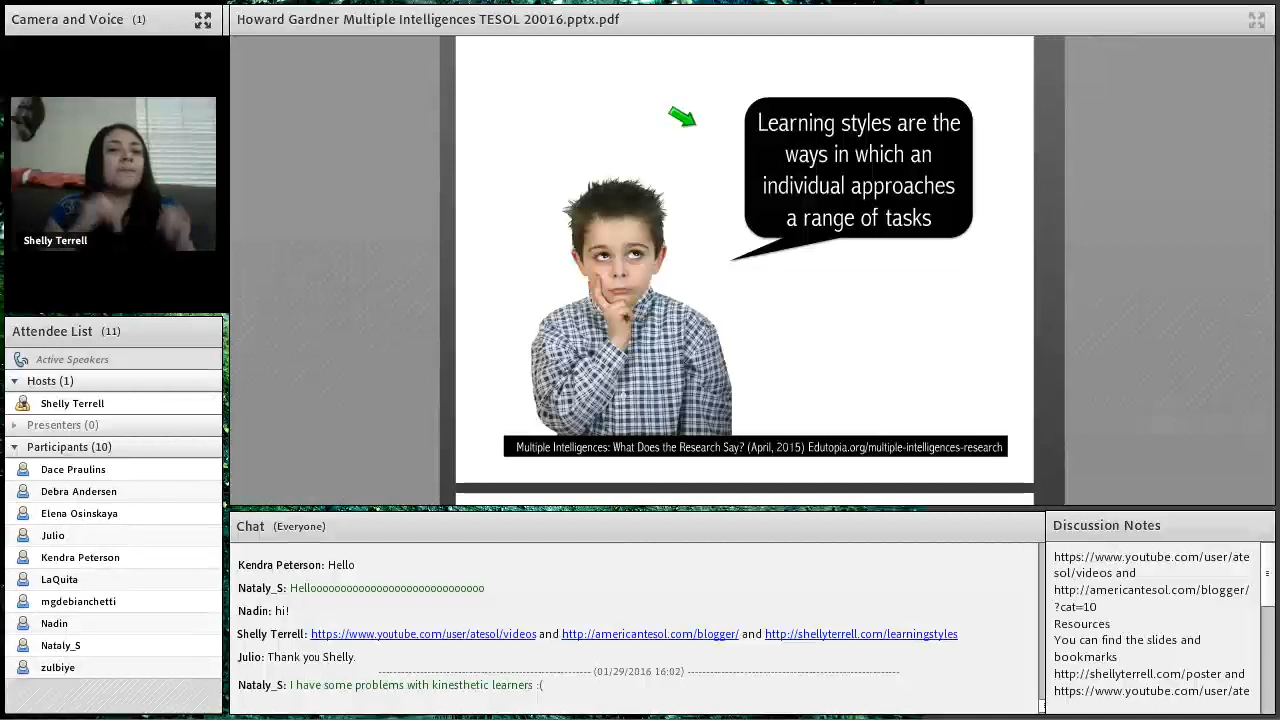 Camera and Voice (1)
Shelly Terrell
Attendee List (11)
Active Speakers
Hosts (1)
Shelly Terrell
Presenters (0)
Participants (10)
Dace Praulins
Debra Andersen
Elena Osinskaya
Julio
Kendra Peterson
LaQuita
mgdebianchetti
Nadin
Nataly_S
zulbiye
Howard Gardner Multiple Intelligences TESOL 20016.pptx.pdf
Learning styles are the
ways in which an
individual approaches
a range of tasks
Multiple Intelligences: What Does the Research Say? (April, 2015) Edutopia.org/multiple-intelligences-research
Chat (Everyone)
Kendra Peterson: Hello
Nataly_S: Helloooooooooooooooooooooooooooo
Nadin: hi!
Shelly Terrell: https://www.youtube.com/user/atesol/videos and http://americantesol.com/blogger/ and http://shellyterrell.com/learningstyles
Julio: Thank you Shelly.
(01/29/2016 16:02)
Nataly_S: I have some problems with kinesthetic learners :(
Discussion Notes
https://www.youtube.com/user/ate
sol/videos and
http://americantesol.com/blogger/
?cat=10
Resources
You can find the slides and
bookmarks
http://shellyterrell.com/poster and
https://www.youtube.com/user/ate